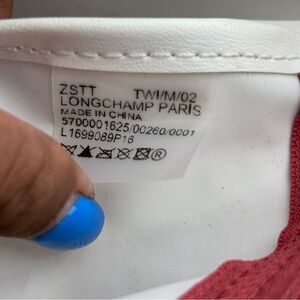 ZSTT TWI/M/02
LONGCHAMP PARIS
MADE IN CHINA
5700001625/00260/0001
L1699089P16